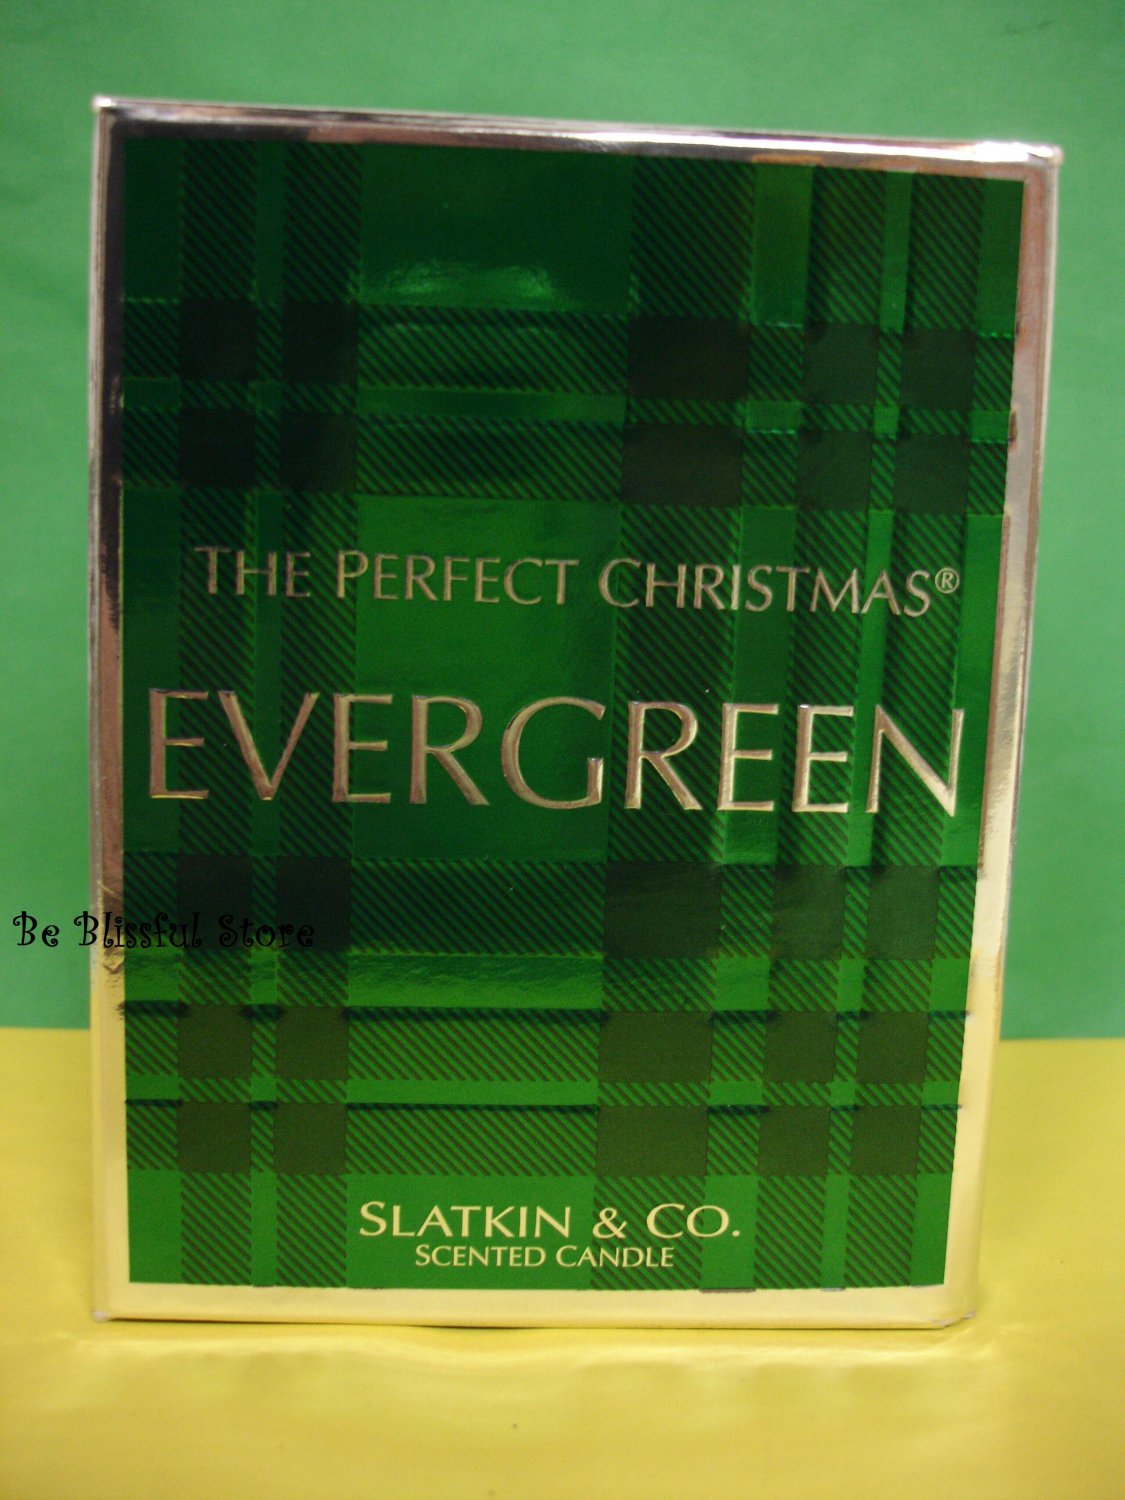 THE PERFECT CHRISTMAS®
EVERGREEN
Be Blissful Store
SLATKIN & CO.
SCENTED CANDLE